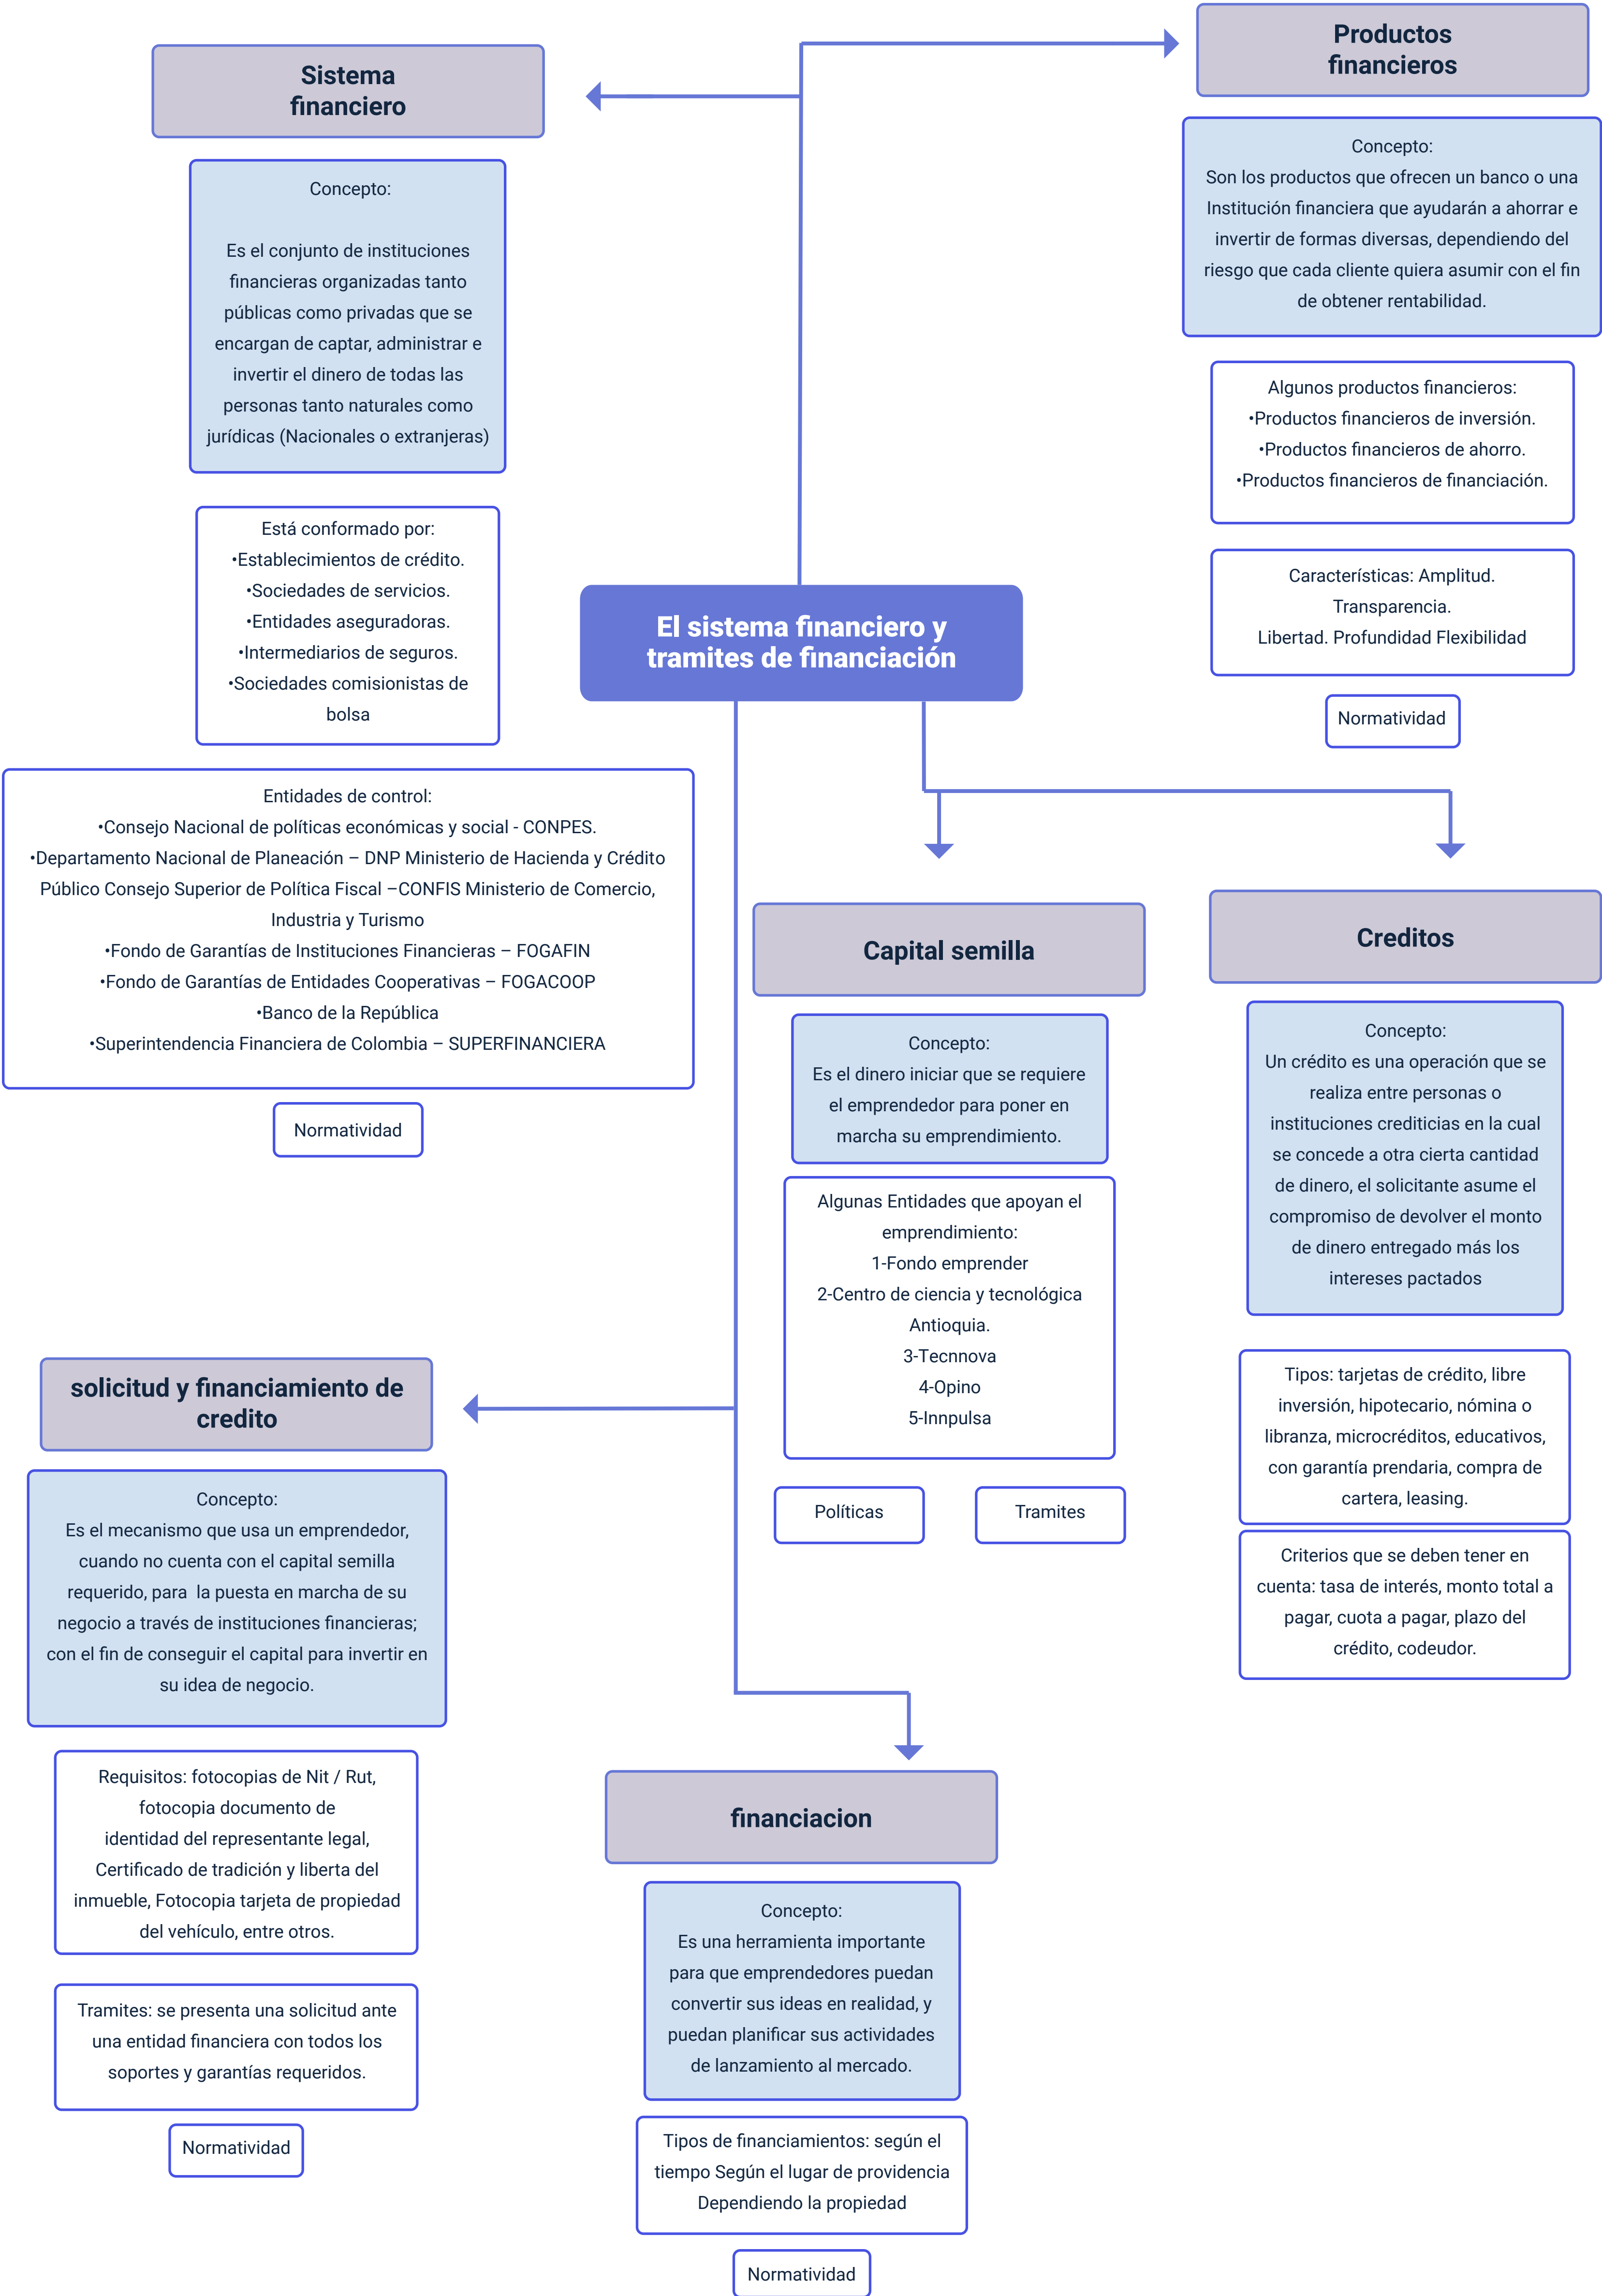 Sistema
financiero
Concepto:
Es el conjunto de instituciones
financieras organizadas tanto
públicas como privadas que se
encargan de captar, administrar e
invertir el dinero de todas las
personas tanto naturales como
jurídicas (Nacionales o extranjeras)
Está conformado por:
•Establecimientos de crédito.
•Sociedades de servicios.
•Entidades aseguradoras.
•Intermediarios de seguros.
•Sociedades comisionistas de
bolsa
Entidades de control:
•Consejo Nacional de políticas económicas y social - CONPES.
•Departamento Nacional de Planeación – DNP Ministerio de Hacienda y Crédito
Público Consejo Superior de Política Fiscal –CONFIS Ministerio de Comercio,
Industria y Turismo
•Fondo de Garantías de Instituciones Financieras – FOGAFIN
•Fondo de Garantías de Entidades Cooperativas – FOGACOOP
•Banco de la República
•Superintendencia Financiera de Colombia – SUPERFINANCIERA
Normatividad
Productos
financieros
Concepto:
Son los productos que ofrecen un banco o una
Institución financiera que ayudarán a ahorrar e
invertir de formas diversas, dependiendo del
riesgo que cada cliente quiera asumir con el fin
de obtener rentabilidad.
Algunos productos financieros:
•Productos financieros de inversión.
•Productos financieros de ahorro.
•Productos financieros de financiación.
Características: Amplitud.
Transparencia.
Libertad. Profundidad Flexibilidad
Normatividad
El sistema financiero y
tramites de financiación
Capital semilla
Concepto:
Es el dinero iniciar que se requiere
el emprendedor para poner en
marcha su emprendimiento.
Algunas Entidades que apoyan el
emprendimiento:
1-Fondo emprender
2-Centro de ciencia y tecnológica
Antioquia.
3-Tecnnova
4-Opino
5-Innpulsa
Políticas
Tramites
Creditos
Concepto:
Un crédito es una operación que se
realiza entre personas o
instituciones crediticias en la cual
se concede a otra cierta cantidad
de dinero, el solicitante asume el
compromiso de devolver el monto
de dinero entregado más los
intereses pactados
Tipos: tarjetas de crédito, libre
inversión, hipotecario, nómina o
libranza, microcréditos, educativos,
con garantía prendaria, compra de
cartera, leasing.
Criterios que se deben tener en
cuenta: tasa de interés, monto total a
pagar, cuota a pagar, plazo del
crédito, codeudor.
solicitud y financiamiento de
credito
Concepto:
Es el mecanismo que usa un emprendedor,
cuando no cuenta con el capital semilla
requerido, para  la puesta en marcha de su
negocio a través de instituciones financieras;
con el fin de conseguir el capital para invertir en
su idea de negocio.
Requisitos: fotocopias de Nit / Rut,
fotocopia documento de
identidad del representante legal,
Certificado de tradición y liberta del
inmueble, Fotocopia tarjeta de propiedad
del vehículo, entre otros.
Tramites: se presenta una solicitud ante
una entidad financiera con todos los
soportes y garantías requeridos.
Normatividad
financiacion
Concepto:
Es una herramienta importante
para que emprendedores puedan
convertir sus ideas en realidad, y
puedan planificar sus actividades
de lanzamiento al mercado.
Tipos de financiamientos: según el
tiempo Según el lugar de providencia
Dependiendo la propiedad
Normatividad